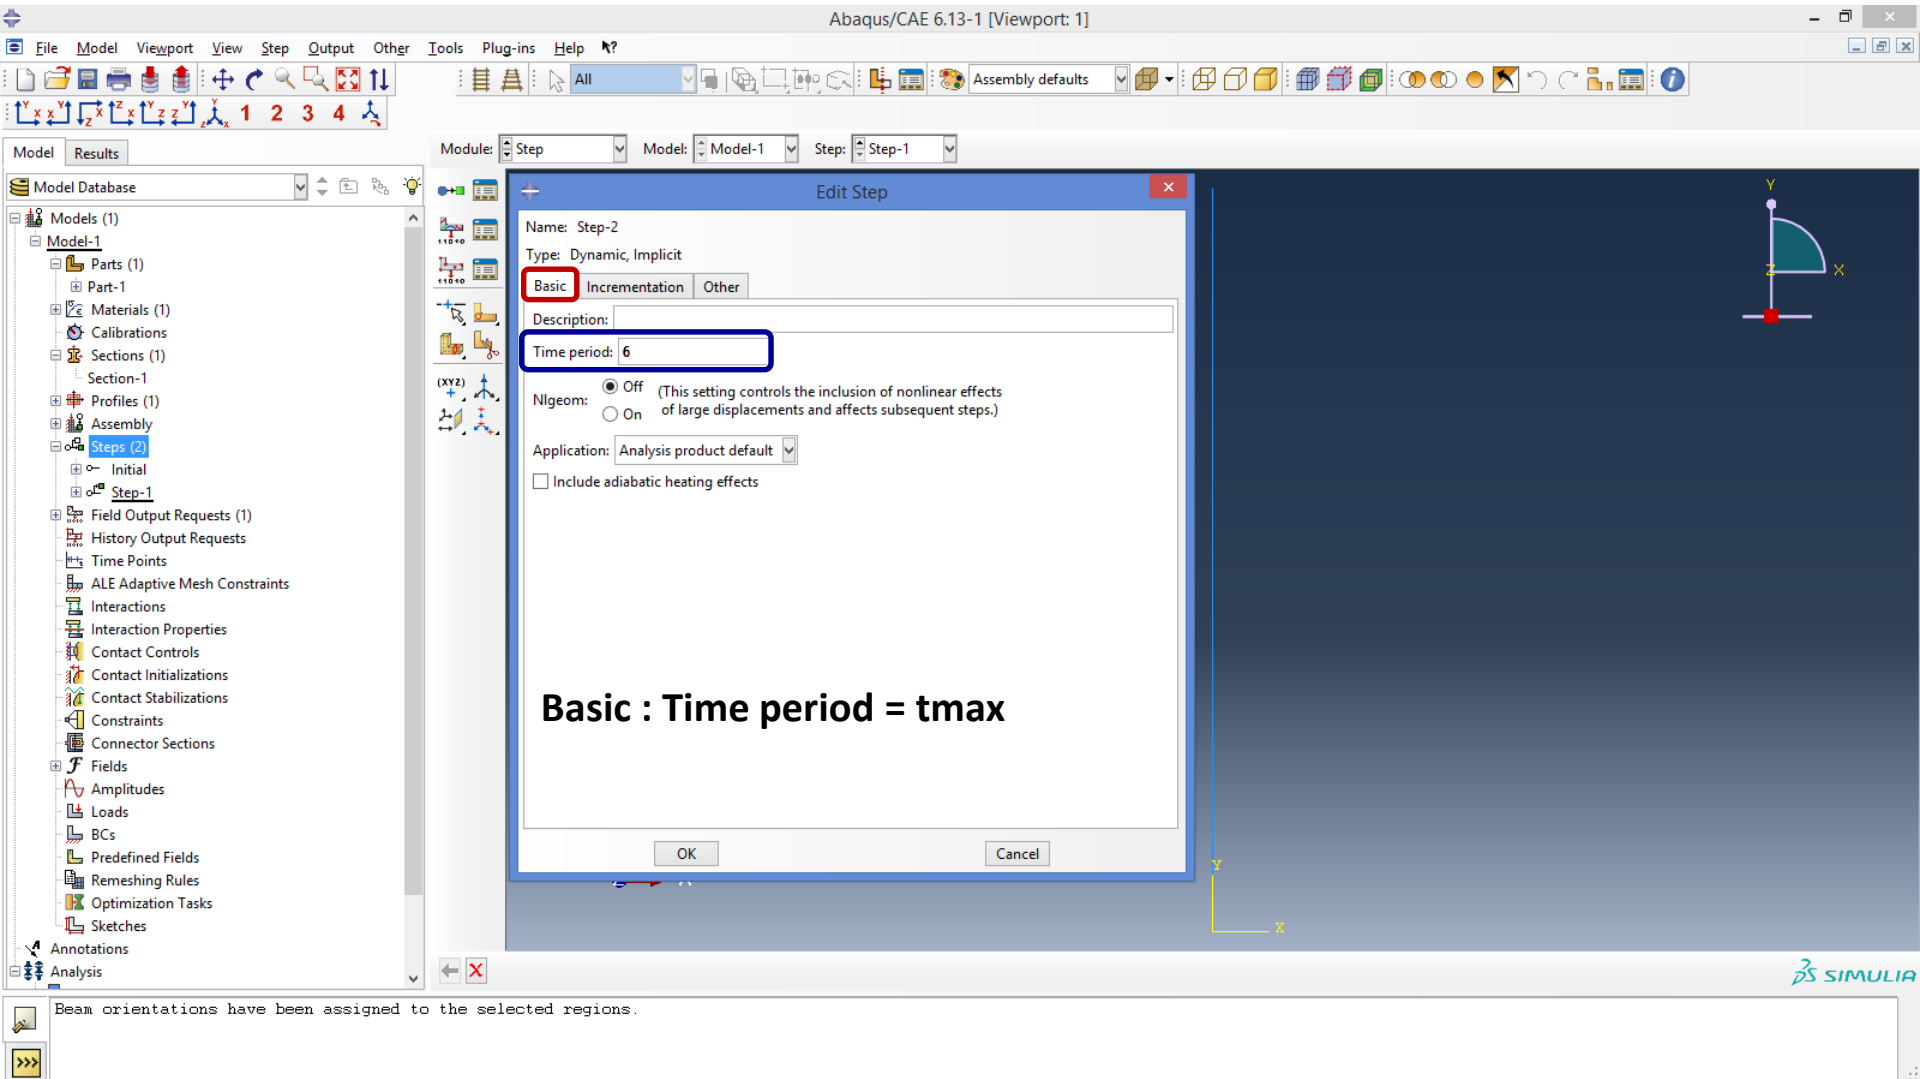 Abaqus/CAE 6.13-1 [Viewport: 1]
File Model Viewport View Step Output Other Tools Plug-ins Help
All
Assembly defaults
1 2 3 4
Model Results
Module: Step Model: Model-1 Step: Step-1
Model Database
Models (1)
Model-1
Parts (1)
Part-1
Materials (1)
Calibrations
Sections (1)
Section-1
Profiles (1)
Assembly
Steps (2)
Initial
Step-1
Field Output Requests (1)
History Output Requests
Time Points
ALE Adaptive Mesh Constraints
Interactions
Interaction Properties
Contact Controls
Contact Initializations
Contact Stabilizations
Constraints
Connector Sections
Fields
Amplitudes
Loads
BCs
Predefined Fields
Remeshing Rules
Optimization Tasks
Sketches
Annotations
Analysis
(XYZ)
Edit Step
Name: Step-2
Type: Dynamic, Implicit
Basic Incrementation Other
Description:
Time period: 6
Nlgeom: Off (This setting controls the inclusion of nonlinear effects
On of large displacements and affects subsequent steps.)
Application: Analysis product default
Include adiabatic heating effects
Basic : Time period = tmax
OK Cancel
Y
X
Z
Y
X
SIMULIA
Beam orientations have been assigned to the selected regions.
>>>